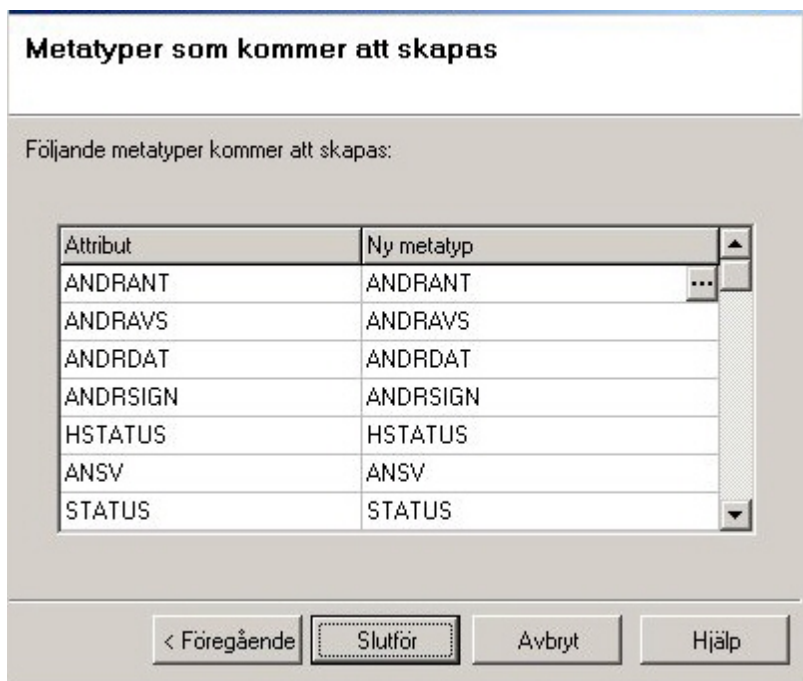 Metatyper som kommer att skapas
Följande metatyper kommer att skapas:
Attribut Ny metatyp
ANDRANT ANDRANT ...
ANDRAVS ANDRAVS
ANDRDAT ANDRDAT
ANDRSIGN ANDRSIGN
HSTATUS HSTATUS
ANSV ANSV
STATUS STATUS
< Föregående Slutför Avbryt Hjälp